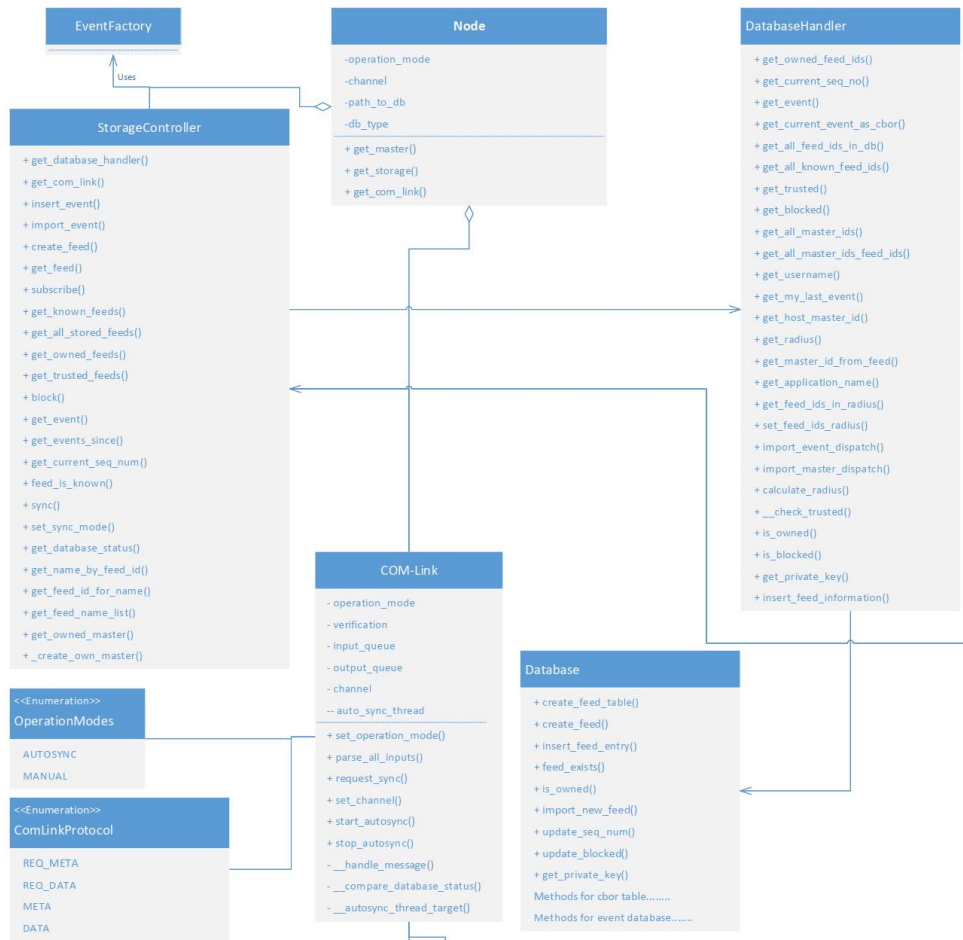 EventFactory
Uses
Node
-operation_mode
-channel
-path_to_db
-db_type
+ get_master()
+ get_storage()
+ get_com_link()
DatabaseHandler
+ get_owned_feed_ids()
+ get_current_seq_no()
+ get_event()
+ get_current_event_as_cbor()
+ get_all_feed_ids_in_db()
+ get_all_known_feed_ids()
+ get_trusted()
+ get_blocked()
+ get_all_master_ids()
+ get_all_master_ids_feed_ids()
+ get_username()
+ get_my_last_event()
+ get_host_master_id()
+ get_radius()
+ get_master_id_from_feed()
+ get_application_name()
+ get_feed_ids_in_radius()
+ set_feed_ids_radius()
+ import_event_dispatch()
+ import_master_dispatch()
+ calculate_radius()
+ __check_trusted()
+ is_owned()
+ is_blocked()
+ get_private_key()
+ insert_feed_information()
StorageController
+ get_database_handler()
+ get_com_link()
+ insert_event()
+ import_event()
+ create_feed()
+ get_feed()
+ subscribe()
+ get_known_feeds()
+ get_all_stored_feeds()
+ get_owned_feeds()
+ get_trusted_feeds()
+ block()
+ get_event()
+ get_events_since()
+ get_current_seq_num()
+ feed_is_known()
+ sync()
+ set_sync_mode()
+ get_database_status()
+ get_name_by_feed_id()
+ get_feed_id_for_name()
+ get_feed_name_list()
+ get_owned_master()
+ _create_own_master()
COM-Link
- operation_mode
- verification
- input_queue
- output_queue
- channel
-- auto_sync_thread
+ set_operation_mode()
+ parse_all_inputs()
+ request_sync()
+ set_channel()
+ start_autosync()
+ stop_autosync()
- __handle_message()
- __compare_database_status()
- __autosync_thread_target()
Database
+ create_feed_table()
+ create_feed()
+ insert_feed_entry()
+ feed_exists()
+ is_owned()
+ import_new_feed()
+ update_seq_num()
+ update_blocked()
+ get_private_key()
Methods for cbor table........
Methods for event database.......
<<Enumeration>>
OperationModes
AUTOSYNC
MANUAL
<<Enumeration>>
ComLinkProtocol
REQ_META
REQ_DATA
META
DATA